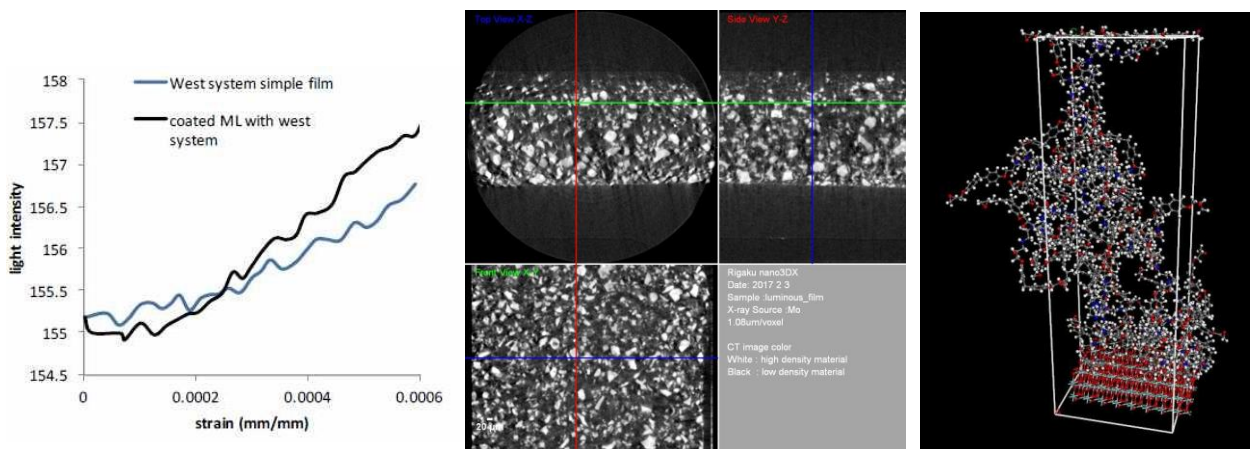 158
157.5
157
156.5
156
155.5
155
154.5
light intensity
West system simple film
coated ML with west
system
0
0.0002
0.0004
0.0006
strain (mm/mm)
Top View X-Z
Side View Y-Z
Front View X-Y
20 μm
Rigaku nano3DX
Date: 2017 2 3
Sample :luminous_film
X-ray Source :Mo
1.08um/voxel
CT image color
White : high density material
Black : low density material